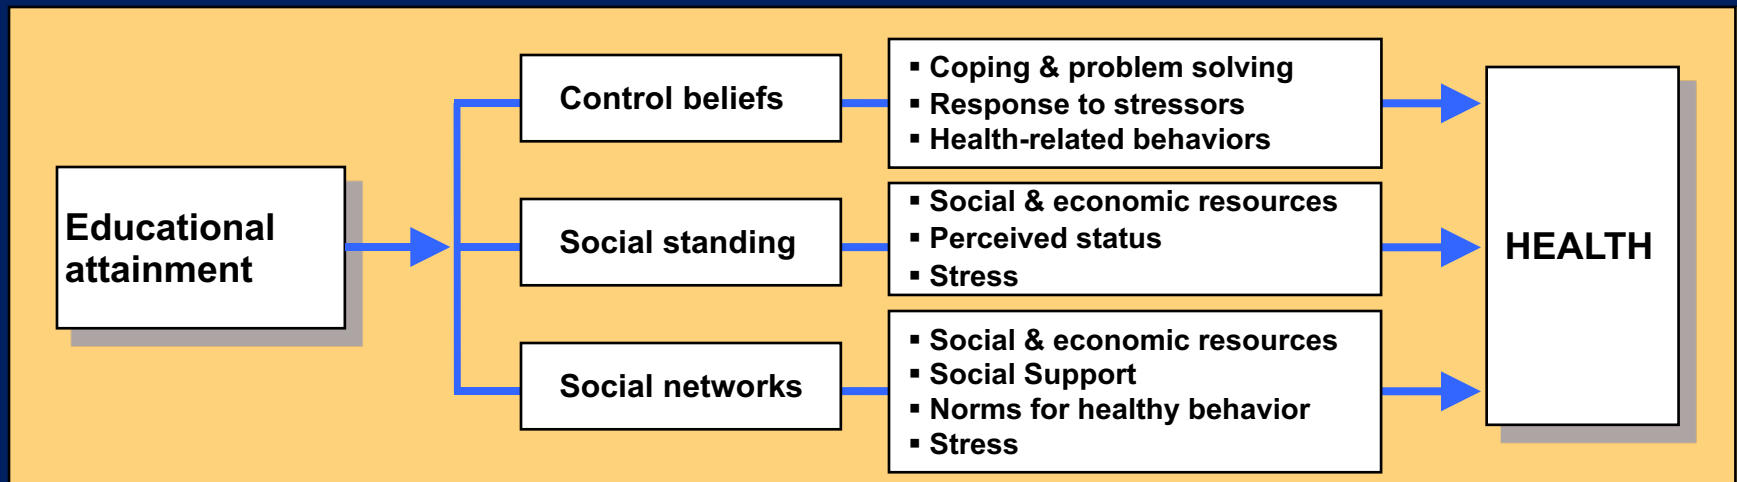 Educational
attainment
Control beliefs
▪ Coping & problem solving
▪ Response to stressors
▪ Health-related behaviors
Social standing
▪ Social & economic resources
▪ Perceived status
▪ Stress
Social networks
▪ Social & economic resources
▪ Social Support
▪ Norms for healthy behavior
▪ Stress
HEALTH